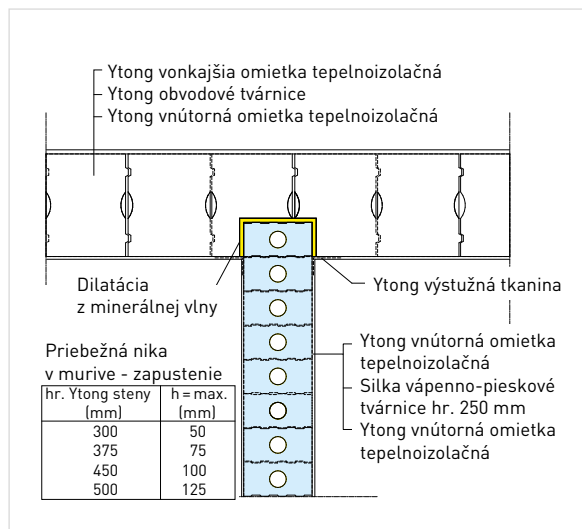 Ytong vonkajšia omietka tepelnoizolačná
Ytong obvodové tvárnice
Ytong vnútorná omietka tepelnoizolačná
Dilatácia
z minerálnej vlny
Ytong výstužná tkanina
Ytong vnútorná omietka
tepelnoizolačná
Silka vápenno-pieskové
tvárnice hr. 250 mm
Ytong vnútorná omietka
tepelnoizolačná
Priebežná nika
v murive - zapustenie
hr. Ytong steny h = max.
(mm) (mm)
300 50
375 75
450 100
500 125